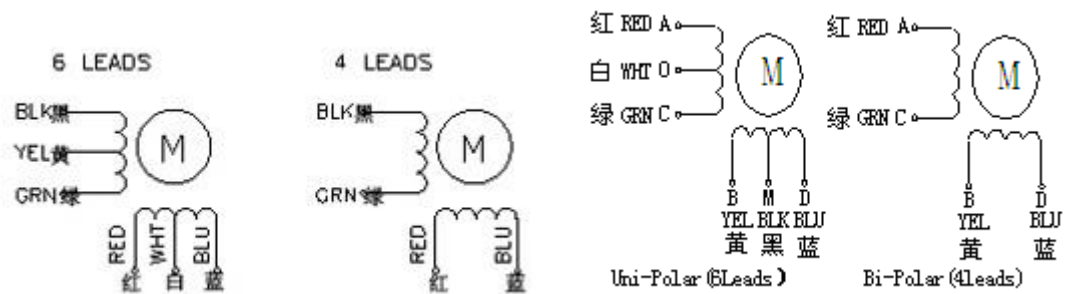 6 LEADS
BLK黑
YEL黄
GRN绿
M
RED
WHT
BLU
红
白
蓝
4 LEADS
BLK黑
GRN绿
M
RED
BLU
红
蓝
红 RED A
白 WHT O
绿 GRN C
M
B M D
YEL BLK BLU
黄 黑 蓝
Uni-Polar (6Leads)
红 RED A
绿 GRN C
M
B D
YEL BLU
黄 蓝
Bi-Polar (4leads)